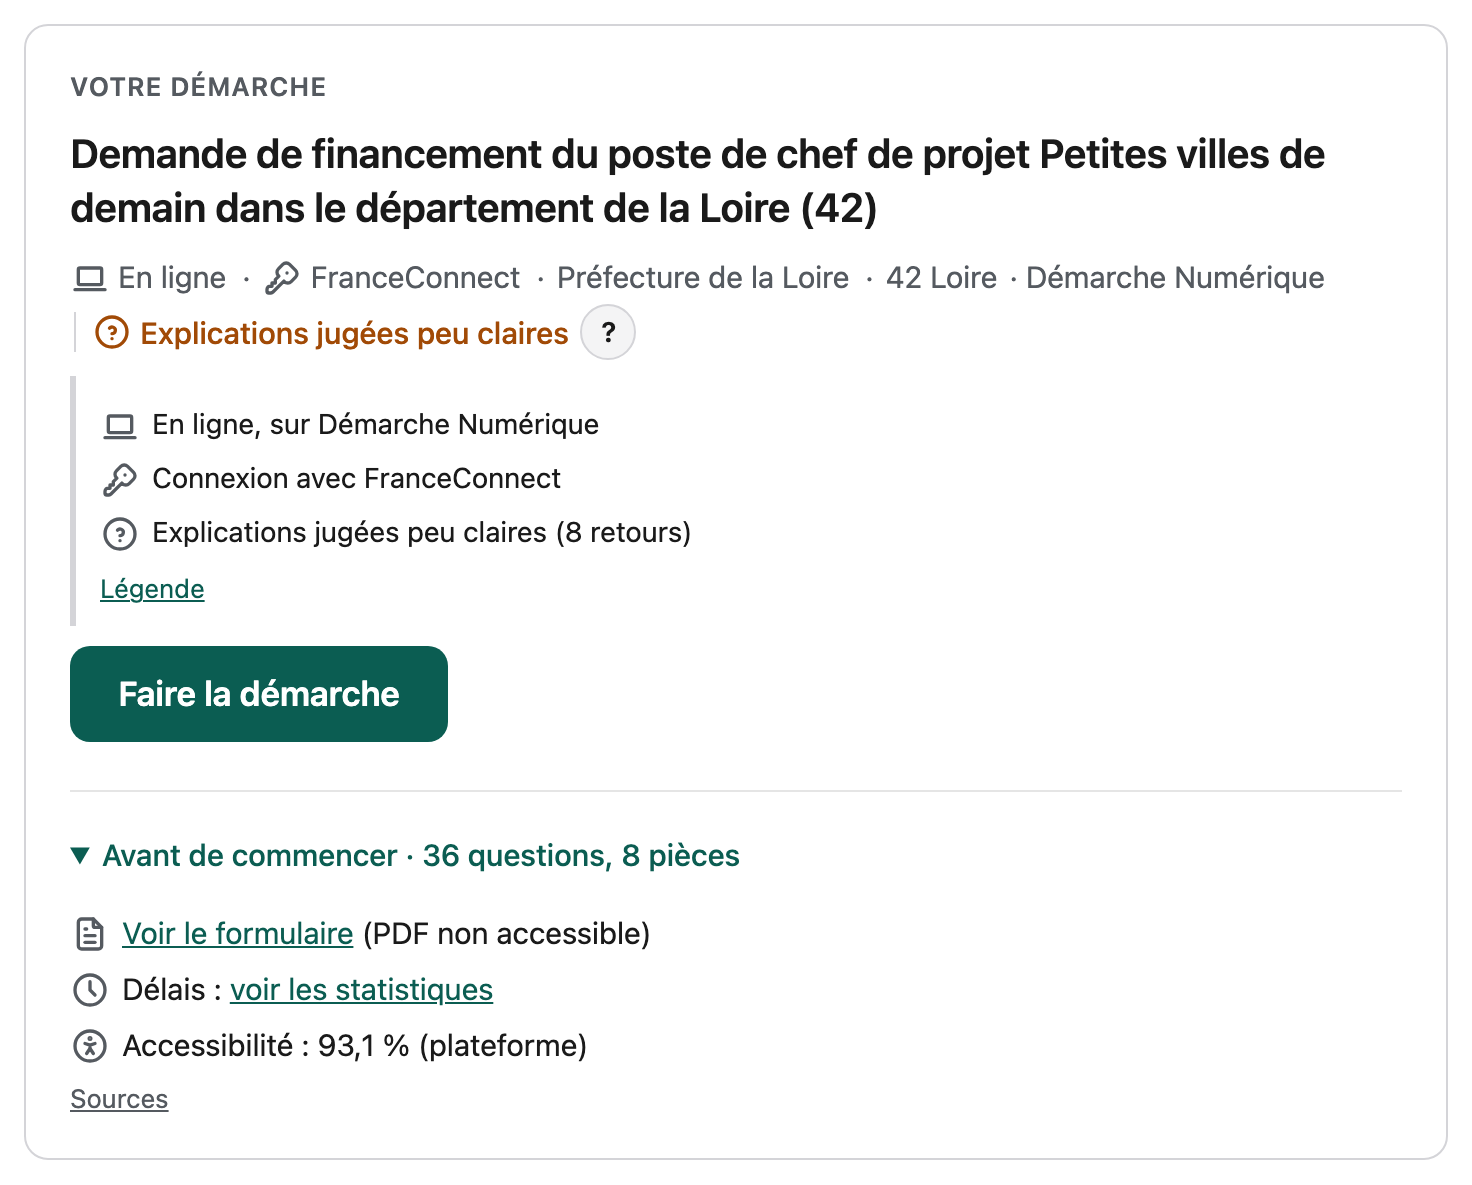 VOTRE DÉMARCHE
Demande de financement du poste de chef de projet Petites villes de
demain dans le département de la Loire (42)
En ligne · FranceConnect · Préfecture de la Loire · 42 Loire · Démarche Numérique
Explications jugées peu claires ?
En ligne, sur Démarche Numérique
Connexion avec FranceConnect
Explications jugées peu claires (8 retours)
Légende
Faire la démarche
Avant de commencer · 36 questions, 8 pièces
Voir le formulaire (PDF non accessible)
Délais : voir les statistiques
Accessibilité : 93,1 % (plateforme)
Sources